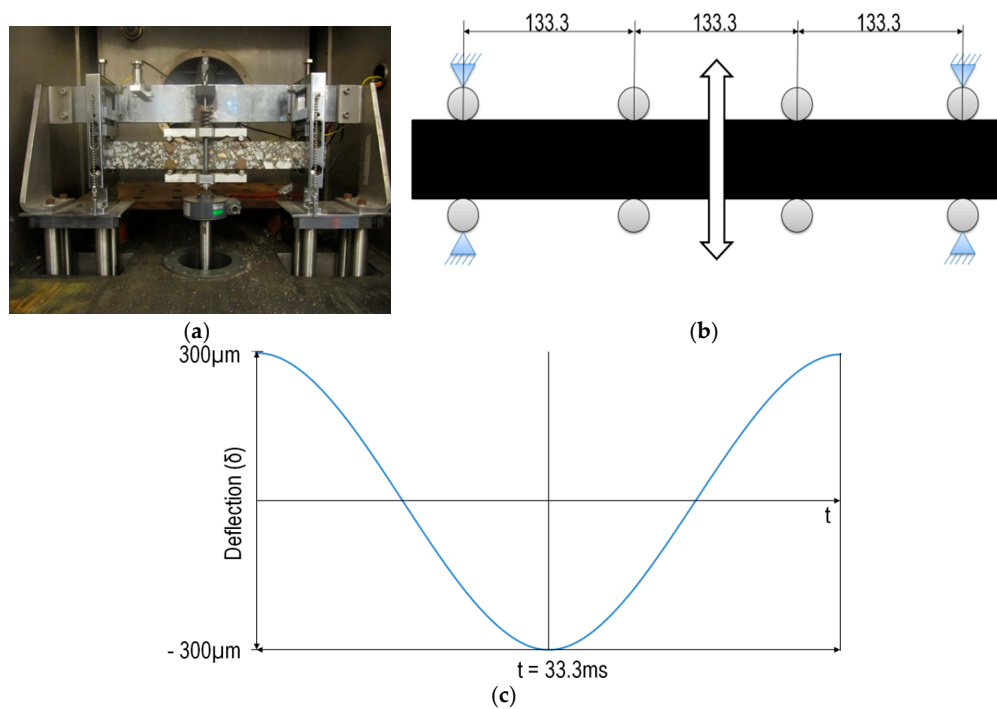 133.3 133.3 133.3
(a)
(b)
300μm
Deflection (δ)
t
- 300μm
t = 33.3ms
(c)